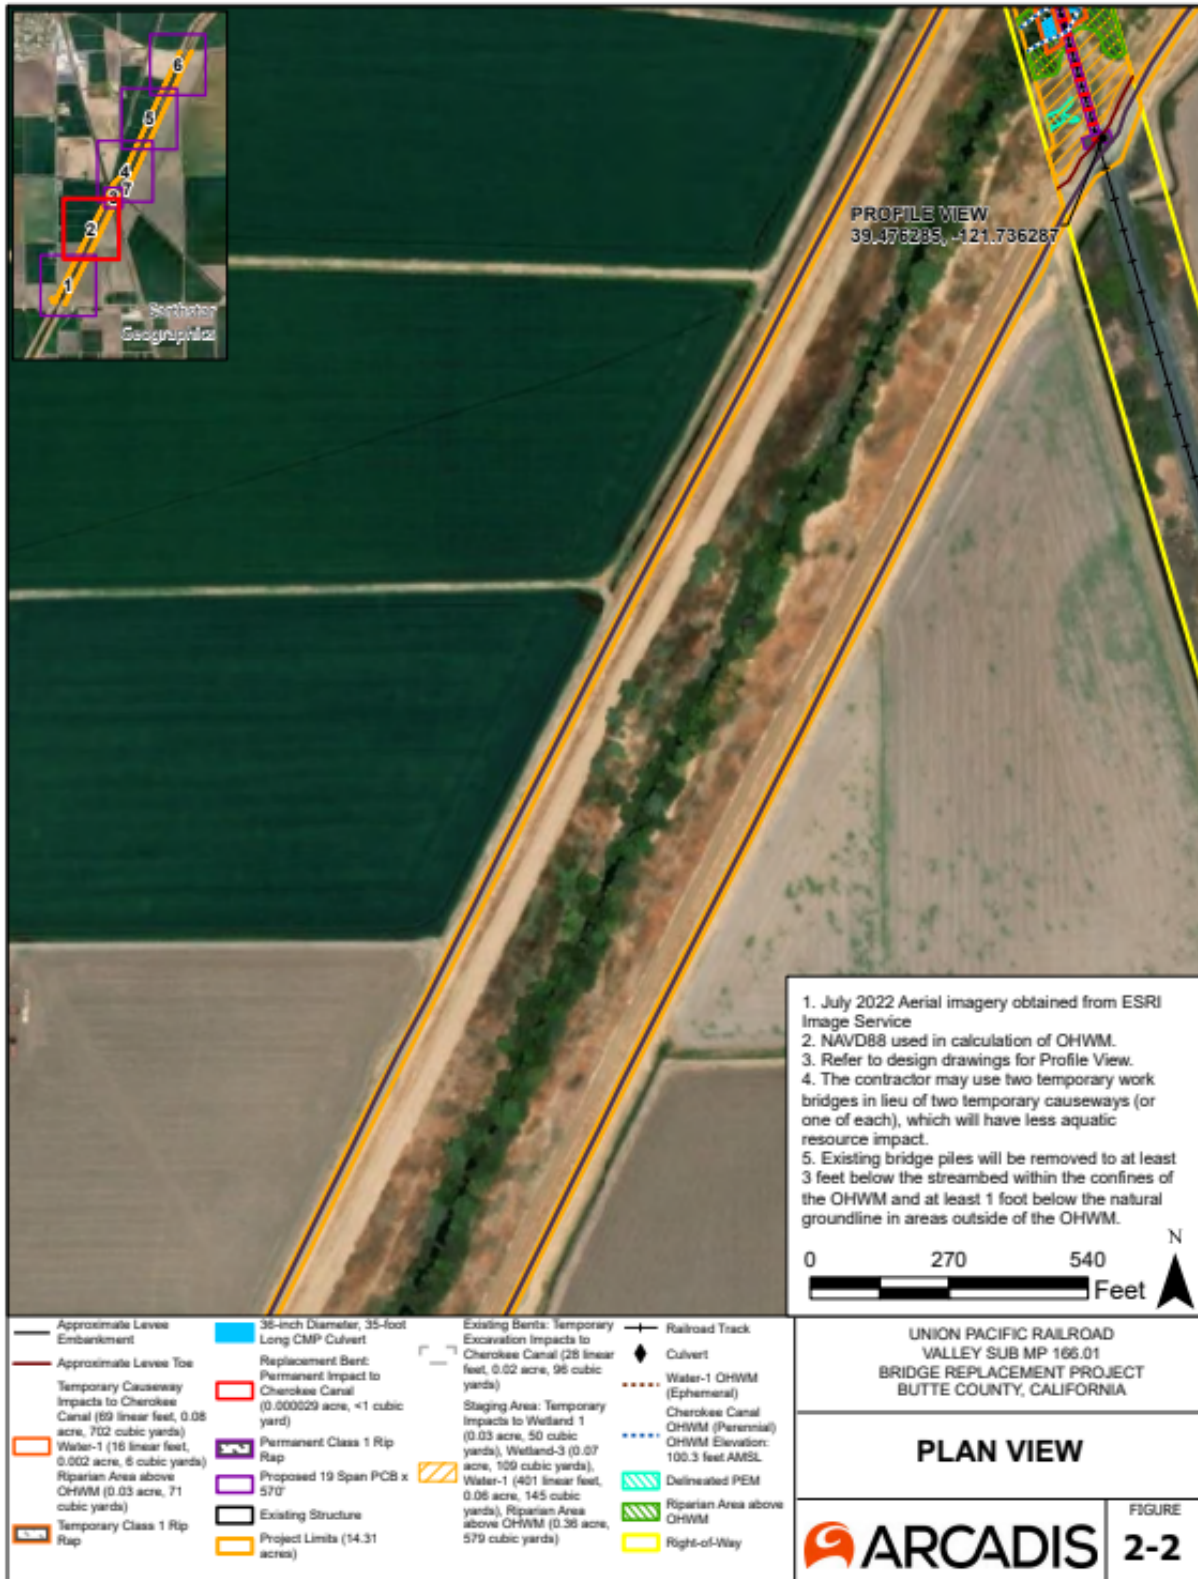 6
5
4
7
3
2
1
Earthstar
Geographics
PROFILE VIEW
39.476285, -121.736287
1. July 2022 Aerial imagery obtained from ESRI
Image Service
2. NAVD88 used in calculation of OHWM.
3. Refer to design drawings for Profile View.
4. The contractor may use two temporary work
bridges in lieu of two temporary causeways (or
one of each), which will have less aquatic
resource impact.
5. Existing bridge piles will be removed to at least
3 feet below the streambed within the confines of
the OHWM and at least 1 foot below the natural
groundline in areas outside of the OHWM.
0 270 540
Feet
N
Approximate Levee
Embankment
Approximate Levee Toe
Temporary Causeway
Impacts to Cherokee
Canal (69 linear feet, 0.08
acre, 702 cubic yards)
Water-1 (16 linear feet,
0.002 acre, 6 cubic yards)
Riparian Area above
OHWM (0.03 acre, 71
cubic yards)
Temporary Class 1 Rip
Rap
36-inch Diameter, 35-foot
Long CMP Culvert
Replacement Bent:
Permanent Impact to
Cherokee Canal
(0.000029 acre, <1 cubic
yard)
Permanent Class 1 Rip
Rap
Proposed 19 Span PCB x
570'
Existing Structure
Project Limits (14.31
acres)
Existing Bents: Temporary
Excavation Impacts to
Cherokee Canal (28 linear
feet, 0.02 acre, 96 cubic
yards)
Staging Area: Temporary
Impacts to Wetland 1
(0.03 acre, 50 cubic
yards), Wetland-3 (0.07
acre, 109 cubic yards),
Water-1 (401 linear feet,
0.06 acre, 145 cubic
yards), Riparian Area
above OHWM (0.36 acre,
579 cubic yards)
Railroad Track
Culvert
Water-1 OHWM
(Ephemeral)
Cherokee Canal
OHWM (Perennial)
OHWM Elevation:
100.3 feet AMSL
Delineated PEM
Riparian Area above
OHWM
Right-of-Way
UNION PACIFIC RAILROAD
VALLEY SUB MP 166.01
BRIDGE REPLACEMENT PROJECT
BUTTE COUNTY, CALIFORNIA
PLAN VIEW
ARCADIS
FIGURE
2-2